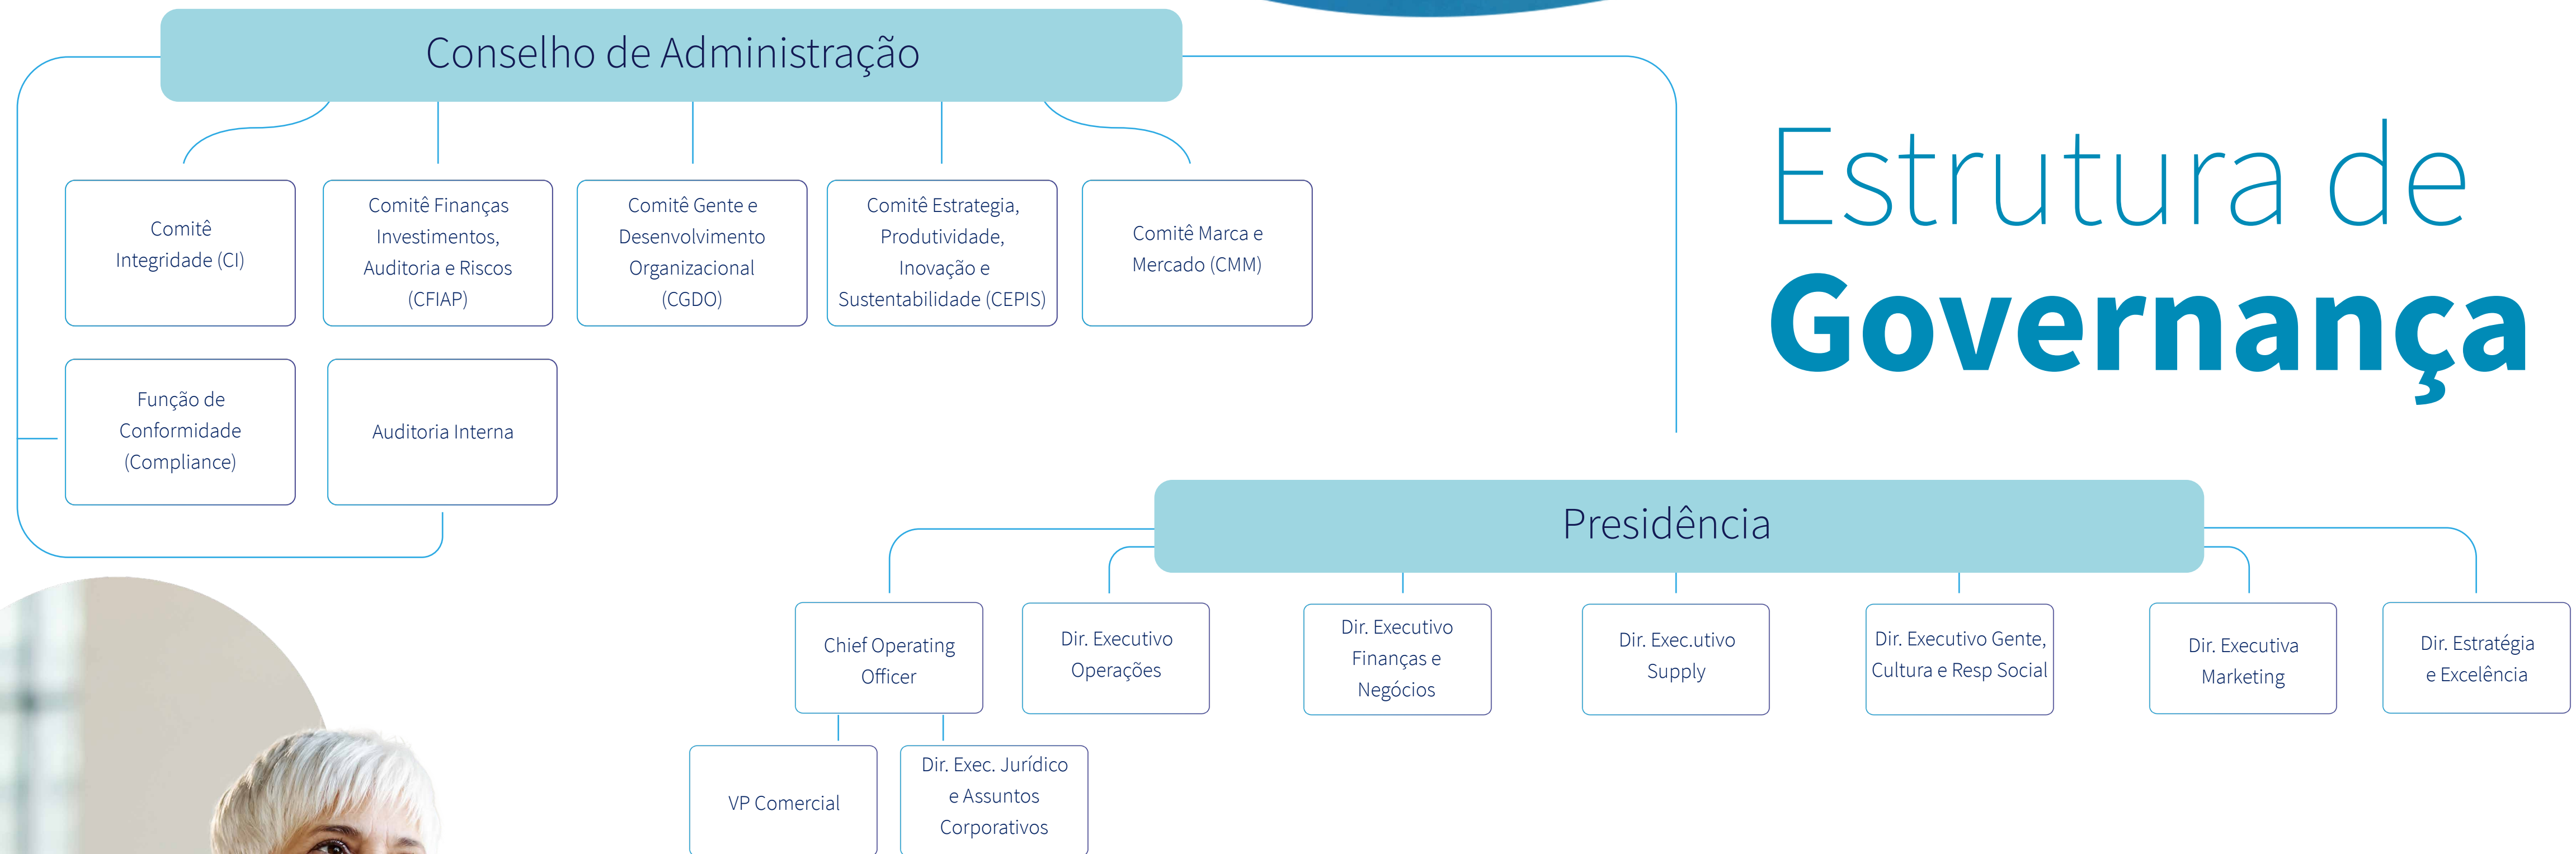 Conselho de Administração
Estrutura de
Governança
Comitê
Integridade (CI)
Comitê Finanças
Investimentos,
Auditoria e Riscos
(CFIAP)
Comitê Gente e
Desenvolvimento
Organizacional
(CGDO)
Comitê Estrategia,
Produtividade,
Inovação e
Sustentabilidade (CEPIS)
Comitê Marca e
Mercado (CMM)
Função de
Conformidade
(Compliance)
Auditoria Interna
Presidência
Chief Operating
Officer
Dir. Executivo
Operações
Dir. Executivo
Finanças e
Negócios
Dir. Exec.utivo
Supply
Dir. Executivo Gente,
Cultura e Resp Social
Dir. Executiva
Marketing
Dir. Estratégia
e Excelência
VP Comercial
Dir. Exec. Jurídico
e Assuntos
Corporativos